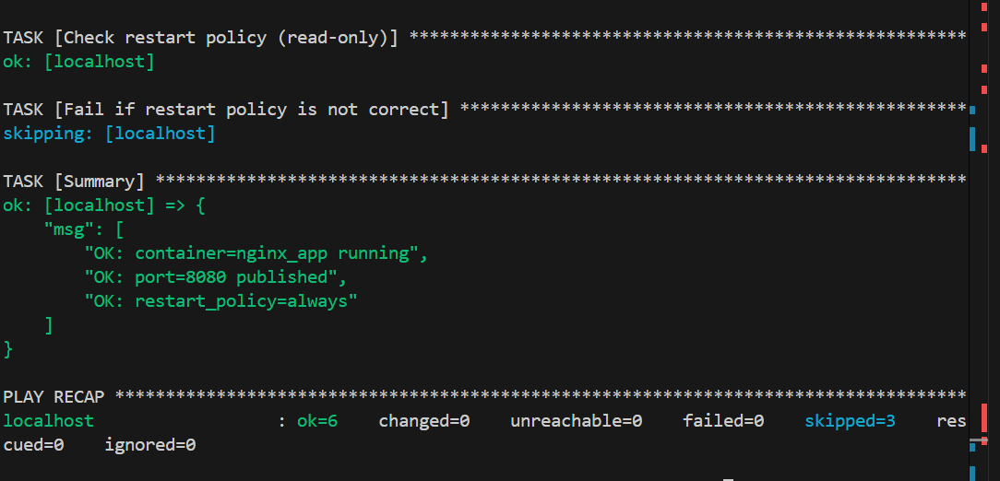 TASK [Check restart policy (read-only)] *******************************************************
ok: [localhost]
TASK [Fail if restart policy is not correct] **************************************************
skipping: [localhost]
TASK [Summary] ********************************************************************************
ok: [localhost] => {
    "msg": [
        "OK: container=nginx_app running",
        "OK: port=8080 published",
        "OK: restart_policy=always"
    ]
}
PLAY RECAP ************************************************************************************
localhost                  : ok=6    changed=0    unreachable=0    failed=0    skipped=3    res
cued=0    ignored=0